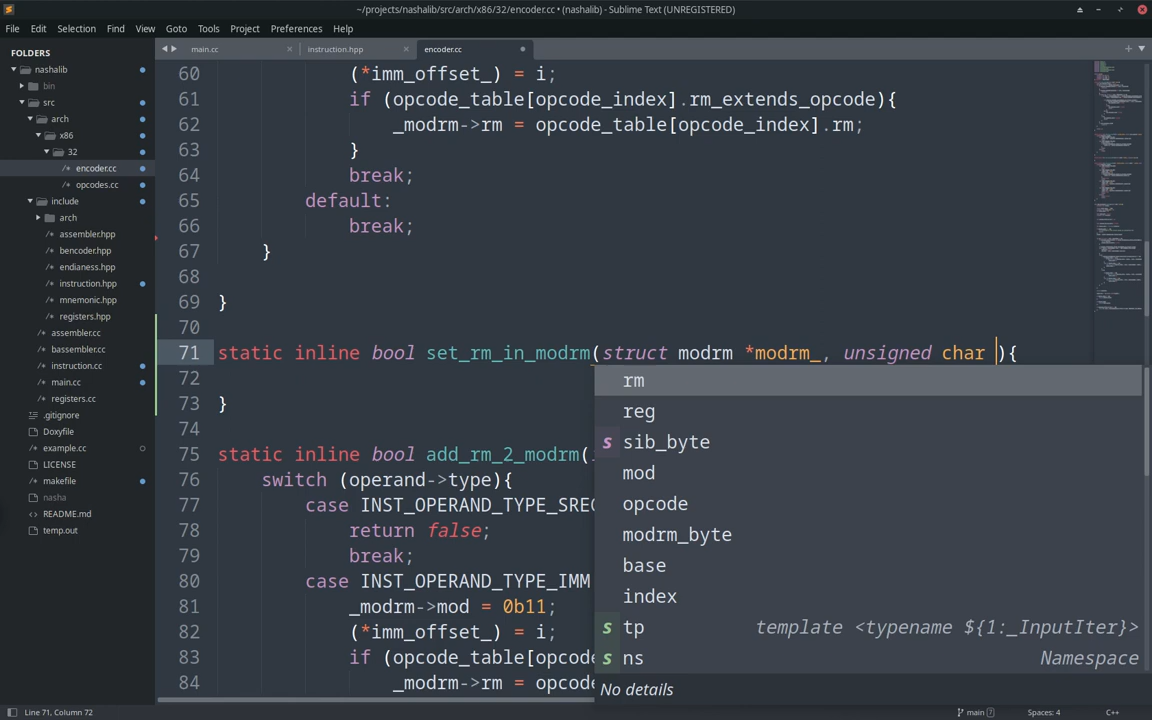 ~/projects/nashalib/src/arch/x86/32/encoder.cc • (nashalib) - Sublime Text (UNREGISTERED)
File Edit Selection Find View Goto Tools Project Preferences Help
FOLDERS
nashalib
bin
src
arch
x86
32
/* encoder.cc
/* opcodes.cc
include
arch
/* assembler.hpp
/* bencoder.hpp
/* endianess.hpp
/* instruction.hpp
/* mnemonic.hpp
/* registers.hpp
/* assembler.cc
/* bassembler.cc
/* instruction.cc
/* main.cc
/* registers.cc
.gitignore
Doxyfile
/* example.cc
LICENSE
/* makefile
nasha
<> README.md
temp.out
main.cc × instruction.hpp × encoder.cc
60 (*imm_offset_) = i;
61 if (opcode_table[opcode_index].rm_extends_opcode){
62 _modrm->rm = opcode_table[opcode_index].rm;
63 }
64 break;
65 default:
66 break;
67 }
68
69 }
70
71 static inline bool set_rm_in_modrm(struct modrm *modrm_, unsigned char ){
72
73 }
74
75 static inline bool add_rm_2_modrm(
76 switch (operand->type){
77 case INST_OPERAND_TYPE_SREG
78 return false;
79 break;
80 case INST_OPERAND_TYPE_IMM
81 _modrm->mod = 0b11;
82 (*imm_offset_) = i;
83 if (opcode_table[opcode
84 _modrm->rm = opcode
rm
reg
s sib_byte
mod
opcode
modrm_byte
base
index
s tp template <typename ${1:_InputIter}>
s ns Namespace
No details
Line 71, Column 72
main 7
Spaces: 4
C++